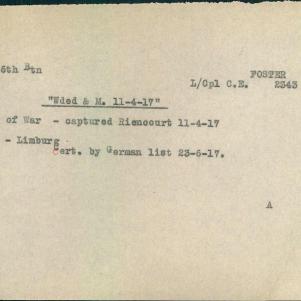 6th Btn
FOSTER
L/Cpl C.E. 2343
"Wded & M. 11-4-17"
of War - captured Riencourt 11-4-17
- Limburg
Cert. by German list 23-6-17.
A